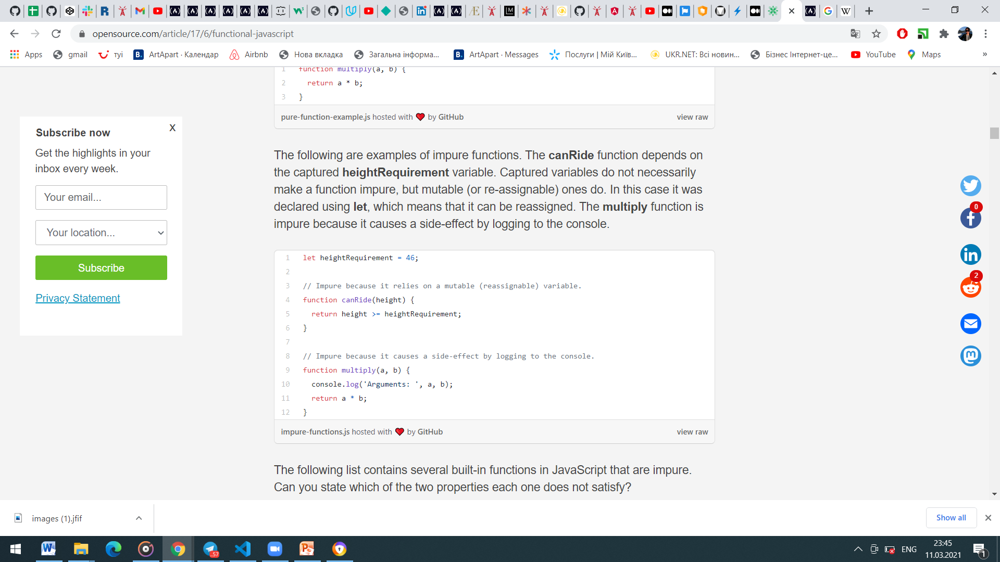 opensource.com/article/17/6/functional-javascript
Apps gmail туі ArtApart · Календар Airbnb Нова вкладка Загальна інформа... ArtApart · Messages Послуги | Мій Київ... UKR.NET: Всі новин... Бізнес Інтернет-це... YouTube Maps »
1 function multiply(a, b) {
2 return a * b;
3 }
pure-function-example.js hosted with ❤ by GitHub view raw
Subscribe now X
Get the highlights in your
inbox every week.
Your email...
Your location...
Subscribe
Privacy Statement
The following are examples of impure functions. The canRide function depends on
the captured heightRequirement variable. Captured variables do not necessarily
make a function impure, but mutable (or re-assignable) ones do. In this case it was
declared using let, which means that it can be reassigned. The multiply function is
impure because it causes a side-effect by logging to the console.
1 let heightRequirement = 46;
2
3 // Impure because it relies on a mutable (reassignable) variable.
4 function canRide(height) {
5 return height >= heightRequirement;
6 }
7
8 // Impure because it causes a side-effect by logging to the console.
9 function multiply(a, b) {
10 console.log('Arguments: ', a, b);
11 return a * b;
12 }
impure-functions.js hosted with ❤ by GitHub view raw
The following list contains several built-in functions in JavaScript that are impure.
Can you state which of the two properties each one does not satisfy?
0
2
images (1).jfif Show all
57
ENG
23:45
11.03.2021
1